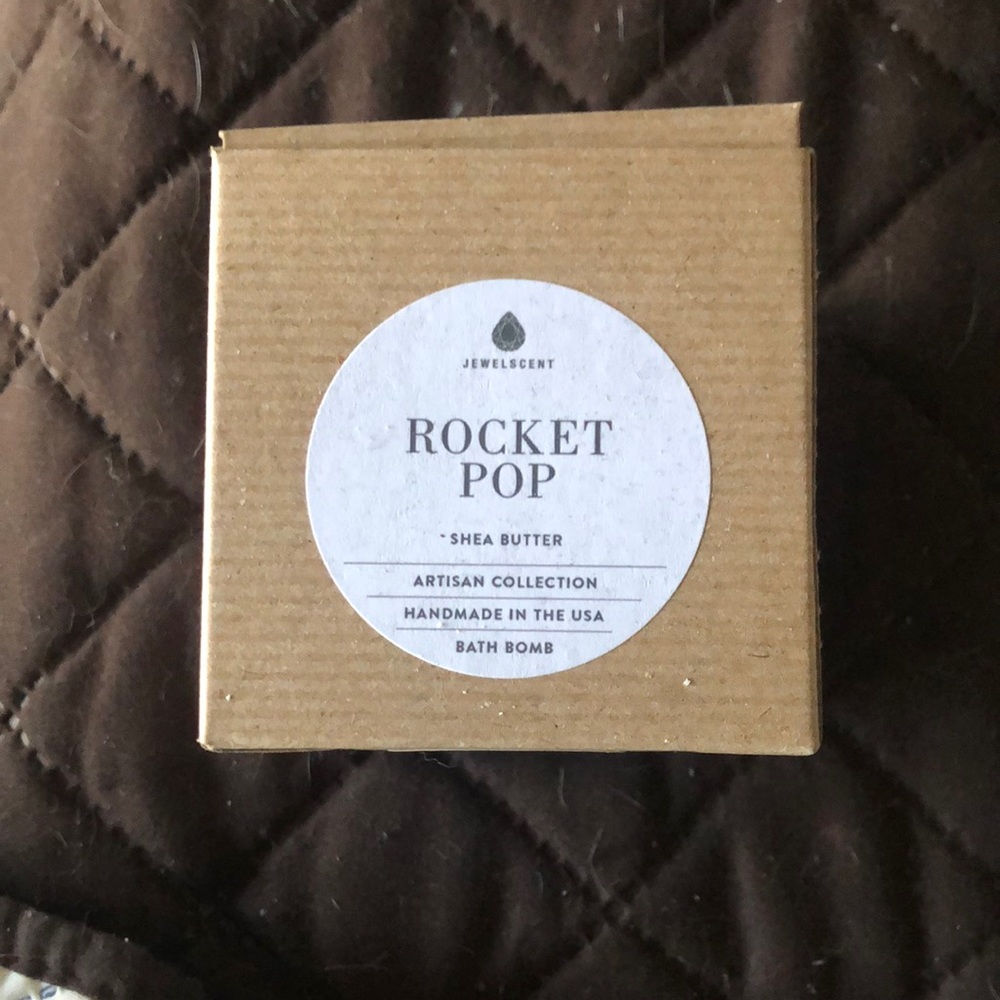 JEWELSCENT
ROCKET
POP
SHEA BUTTER
ARTISAN COLLECTION
HANDMADE IN THE USA
BATH BOMB